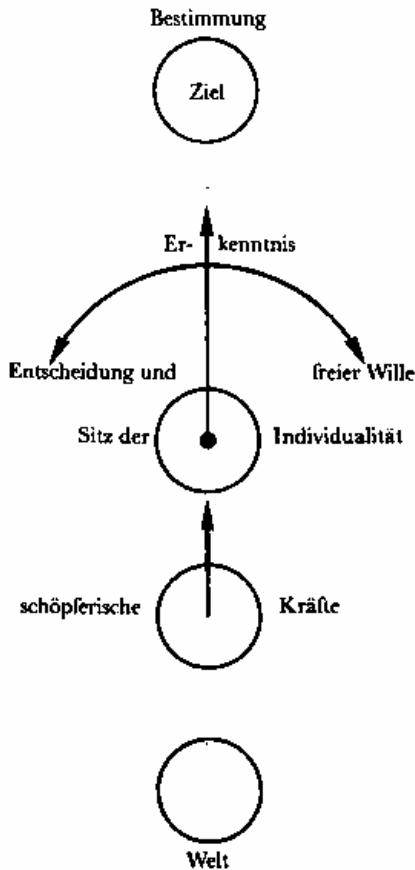 Bestimmung
Ziel
Er- kenntnis
Entscheidung und freier Wille
Sitz der Individualität
schöpferische Kräfte
Welt